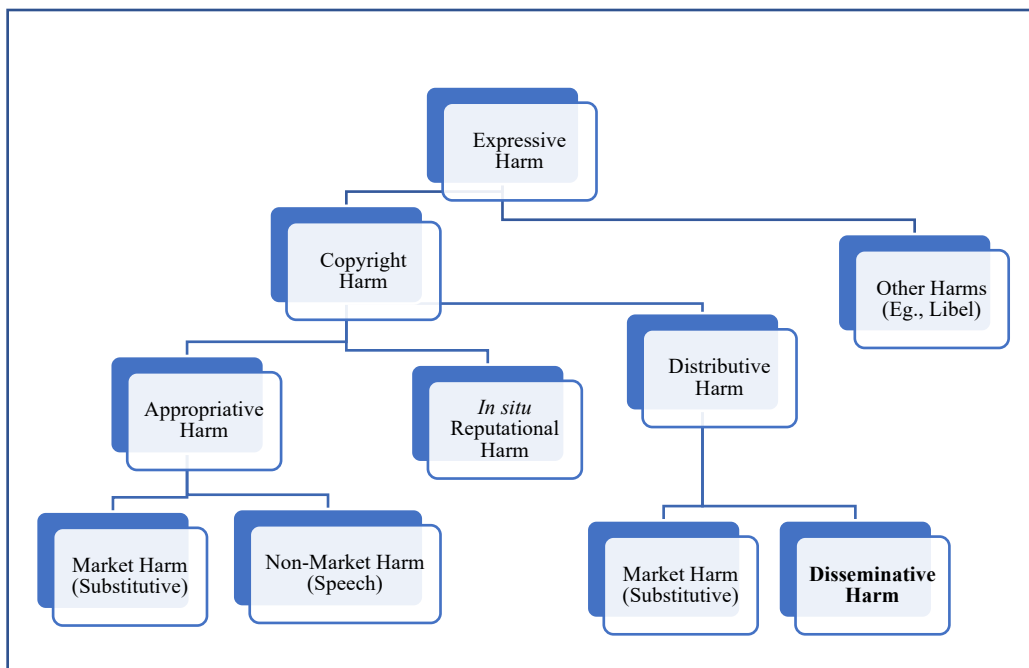 Expressive
Harm
Copyright
Harm
Other Harms
(Eg., Libel)
Distributive
Harm
Appropriative
Harm
In situ
Reputational
Harm
Market Harm
(Substitutive)
Non-Market Harm
(Speech)
Market Harm
(Substitutive)
Disseminative
Harm